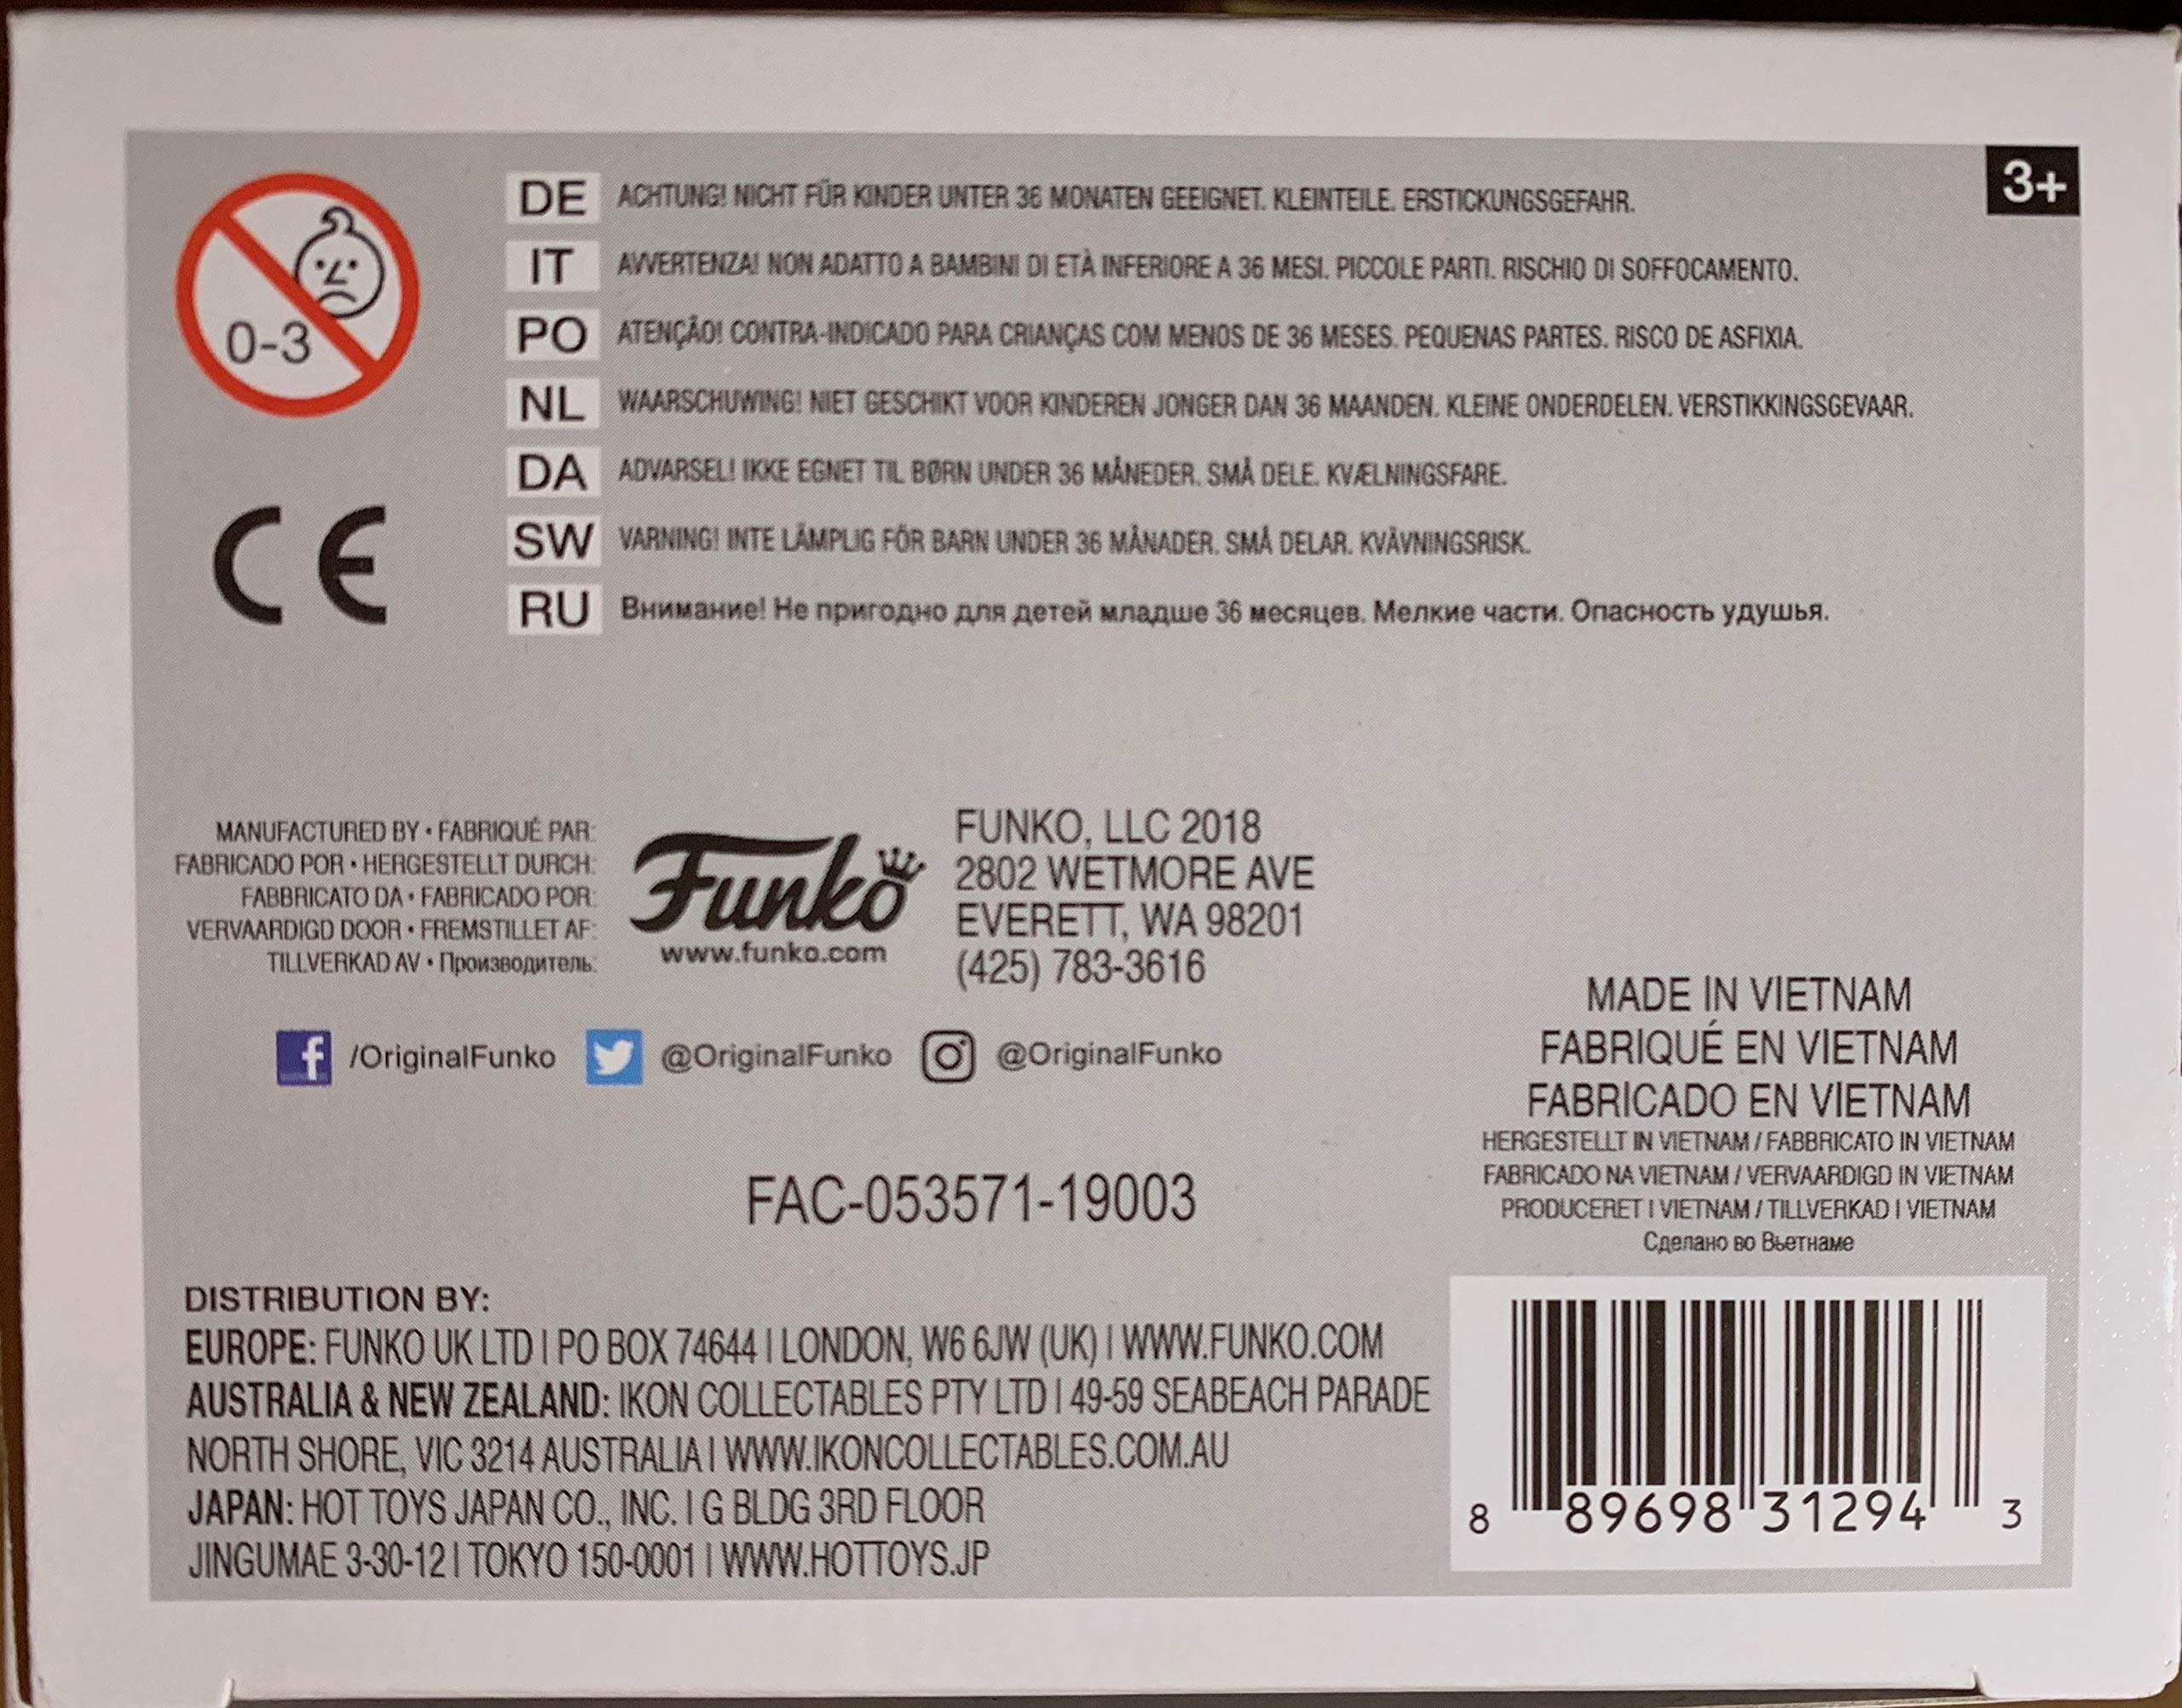 3+
0-3
DE ACHTUNG! NICHT FÜR KINDER UNTER 36 MONATEN GEEIGNET. KLEINTEILE. ERSTICKUNGSGEFAHR.
IT AVVERTENZA! NON ADATTO A BAMBINI DI ETÀ INFERIORE A 36 MESI. PICCOLE PARTI. RISCHIO DI SOFFOCAMENTO.
PO ATENÇÃO! CONTRA-INDICADO PARA CRIANÇAS COM MENOS DE 36 MESES. PEQUENAS PARTES. RISCO DE ASFIXIA.
NL WAARSCHUWING! NIET GESCHIKT VOOR KINDEREN JONGER DAN 36 MAANDEN. KLEINE ONDERDELEN. VERSTIKKINGSGEVAAR.
DA ADVARSEL! IKKE EGNET TIL BØRN UNDER 36 MÅNEDER. SMÅ DELE. KVÆLNINGSFARE.
SW VARNING! INTE LÄMPLIG FÖR BARN UNDER 36 MÅNADER. SMÅ DELAR. KVÄVNINGSRISK.
RU Внимание! Не пригодно для детей младше 36 месяцев. Мелкие части. Опасность удушья.
CE
MANUFACTURED BY • FABRIQUÉ PAR:
FABRICADO POR • HERGESTELLT DURCH:
FABBRICATO DA • FABRICADO POR:
VERVAARDIGD DOOR • FREMSTILLET AF:
TILLVERKAD AV • Производитель:
Funko
www.funko.com
FUNKO, LLC 2018
2802 WETMORE AVE
EVERETT, WA 98201
(425) 783-3616
/OriginalFunko @OriginalFunko @OriginalFunko
FAC-053571-19003
MADE IN VIETNAM
FABRIQUÉ EN VIETNAM
FABRICADO EN VIETNAM
HERGESTELLT IN VIETNAM / FABBRICATO IN VIETNAM
FABRICADO NA VIETNAM / VERVAARDIGD IN VIETNAM
PRODUCERET I VIETNAM / TILLVERKAD I VIETNAM
Сделано во Вьетнаме
DISTRIBUTION BY:
EUROPE: FUNKO UK LTD | PO BOX 74644 | LONDON, W6 6JW (UK) | WWW.FUNKO.COM
AUSTRALIA & NEW ZEALAND: IKON COLLECTABLES PTY LTD | 49-59 SEABEACH PARADE
NORTH SHORE, VIC 3214 AUSTRALIA | WWW.IKONCOLLECTABLES.COM.AU
JAPAN: HOT TOYS JAPAN CO., INC. | G BLDG 3RD FLOOR
JINGUMAE 3-30-12 | TOKYO 150-0001 | WWW.HOTTOYS.JP
8 89698 31294 3